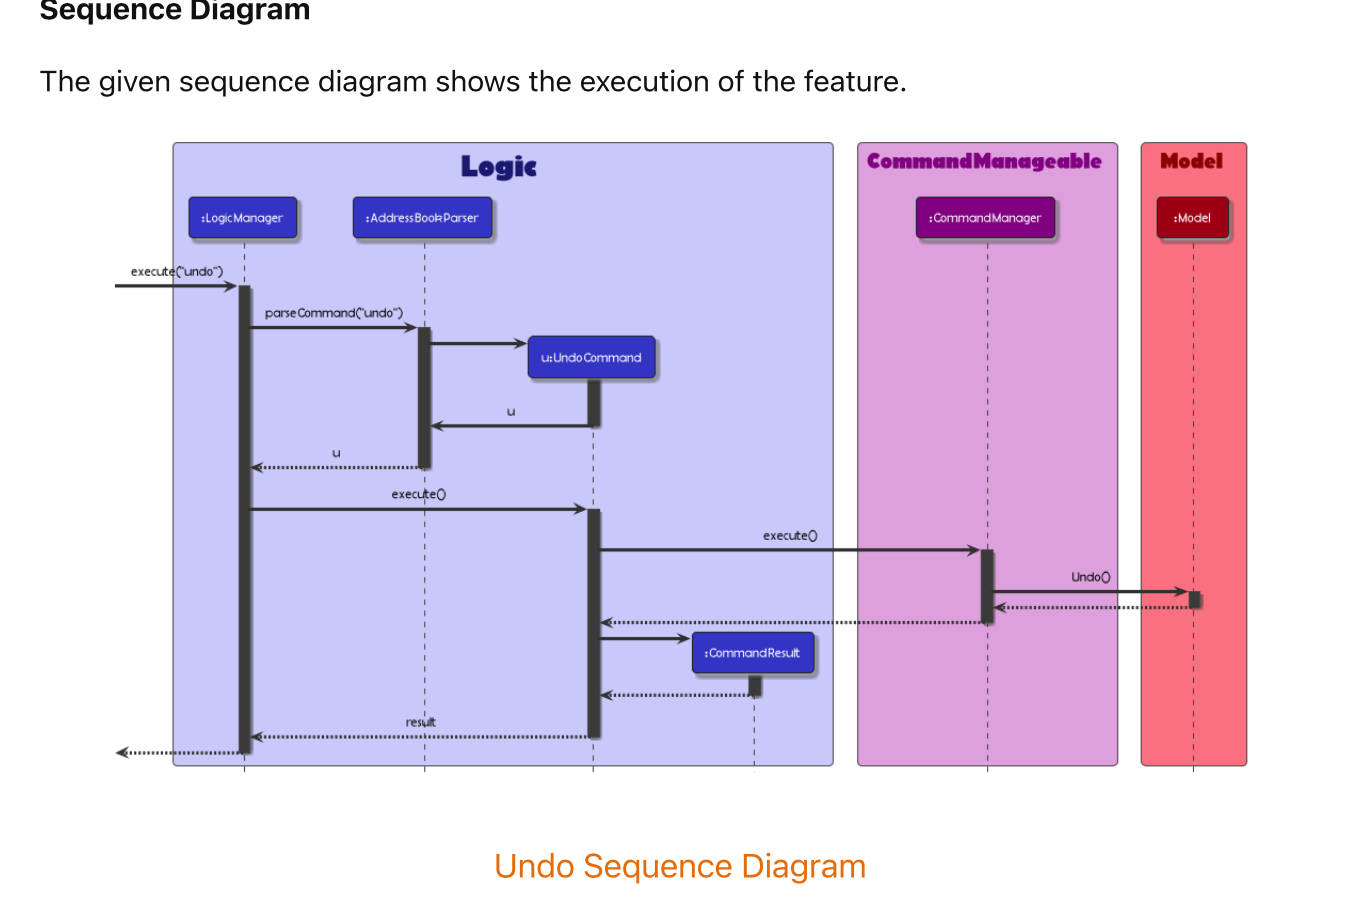 Sequence Diagram
The given sequence diagram shows the execution of the feature.
Logic
CommandManageable
Model
:LogicManager
:AddressBookParser
:CommandManager
:Model
execute("undo")
parseCommand("undo")
u:UndoCommand
u
u
execute()
execute()
Undo()
:CommandResult
result
Undo Sequence Diagram